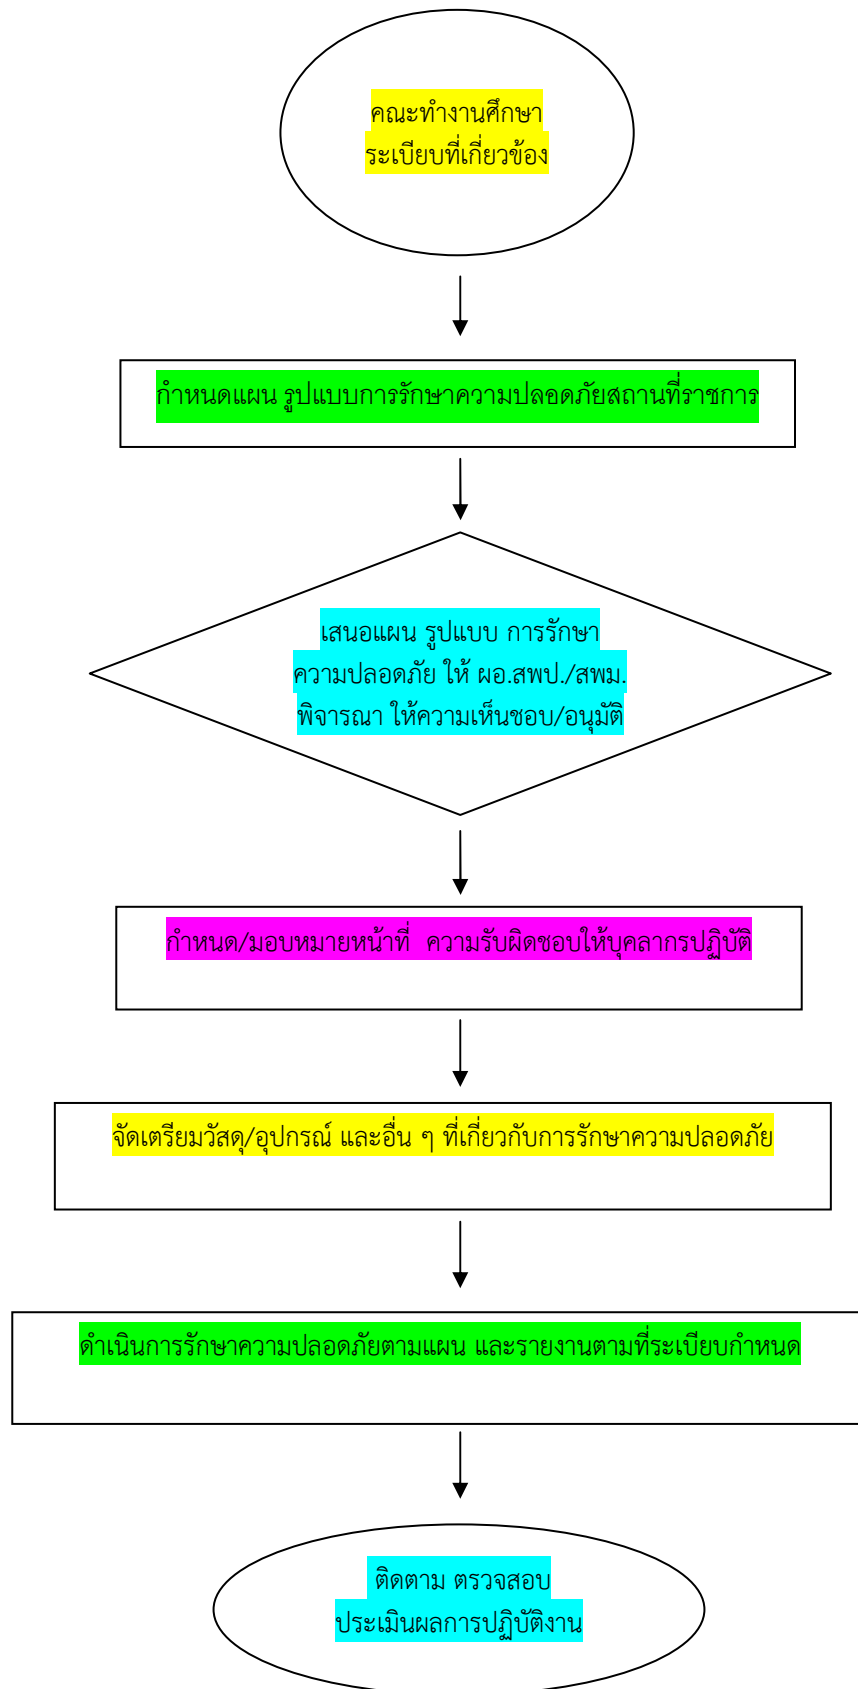 คณะทำงานศึกษา
ระเบียบที่เกี่ยวข้อง
กำหนดแผน รูปแบบการรักษาความปลอดภัยสถานที่ราชการ
เสนอแผน รูปแบบ การรักษา
ความปลอดภัย ให้ ผอ.สพป./สพม.
พิจารณา ให้ความเห็นชอบ/อนุมัติ
กำหนด/มอบหมายหน้าที่ ความรับผิดชอบให้บุคลากรปฏิบัติ
จัดเตรียมวัสดุ/อุปกรณ์ และอื่น ๆ ที่เกี่ยวกับการรักษาความปลอดภัย
ดำเนินการรักษาความปลอดภัยตามแผน และรายงานตามที่ระเบียบกำหนด
ติดตาม ตรวจสอบ
ประเมินผลการปฏิบัติงาน